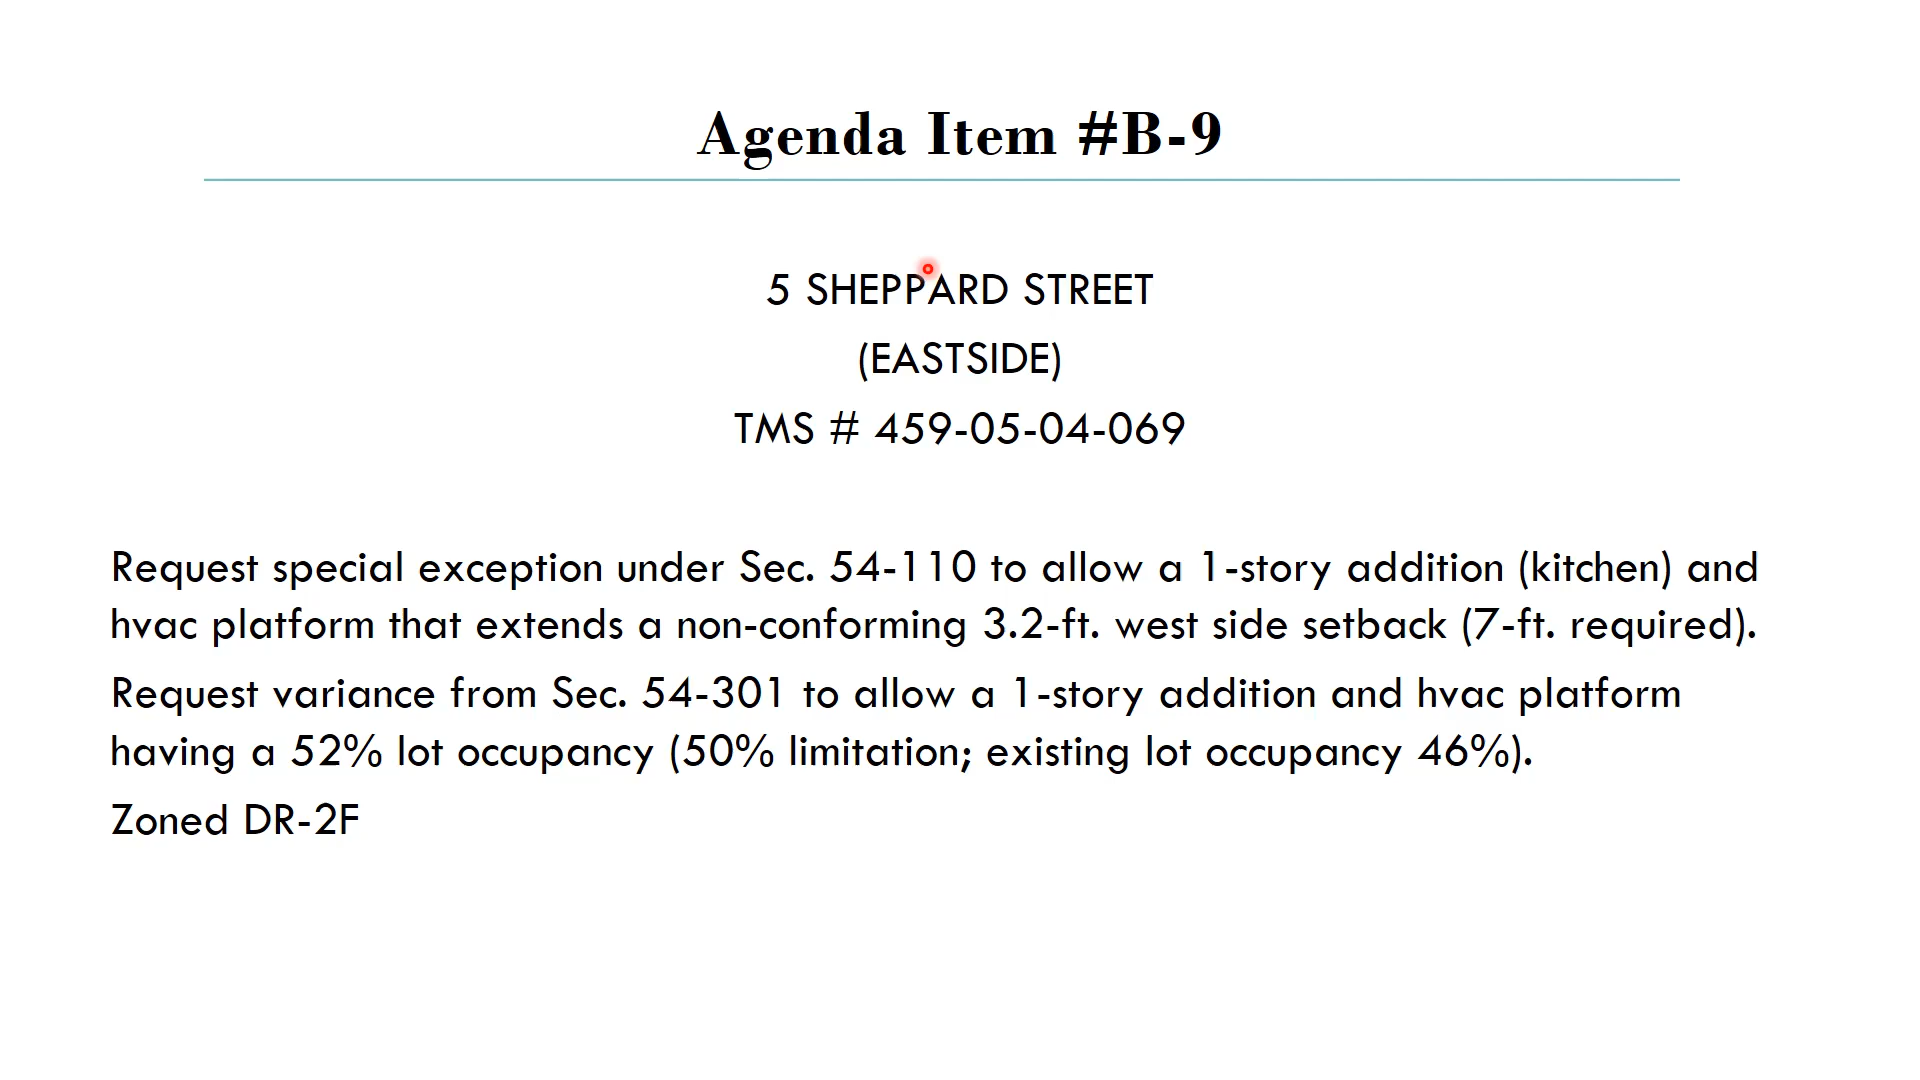 Agenda Item #B-9
5 SHEPPARD STREET
(EASTSIDE)
TMS # 459-05-04-069
Request special exception under Sec. 54-110 to allow a 1-story addition (kitchen) and
hvac platform that extends a non-conforming 3.2-ft. west side setback (7-ft. required).
Request variance from Sec. 54-301 to allow a 1-story addition and hvac platform
having a 52% lot occupancy (50% limitation; existing lot occupancy 46%).
Zoned DR-2F